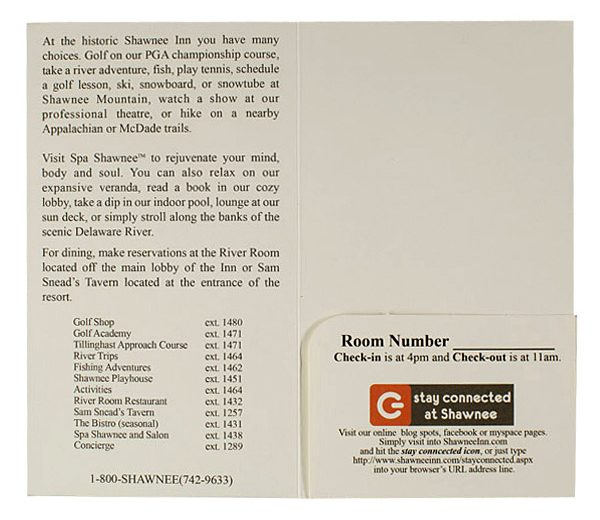 At the historic Shawnee Inn you have many
choices. Golf on our PGA championship course,
take a river adventure, fish, play tennis, schedule
a golf lesson, ski, snowboard, or snowtube at
Shawnee Mountain, watch a show at our
professional theatre, or hike on a nearby
Appalachian or McDade trails.
Visit Spa Shawnee™ to rejuvenate your mind,
body and soul. You can also relax on our
expansive veranda, read a book in our cozy
lobby, take a dip in our indoor pool, lounge at our
sun deck, or simply stroll along the banks of the
scenic Delaware River.
For dining, make reservations at the River Room
located off the main lobby of the Inn or Sam
Snead's Tavern located at the entrance of the
resort.
Golf Shop ext. 1480
Golf Academy ext. 1471
Tillinghast Approach Course ext. 1471
River Trips ext. 1464
Fishing Adventures ext. 1462
Shawnee Playhouse ext. 1451
Activities ext. 1464
River Room Restaurant ext. 1432
Sam Snead's Tavern ext. 1257
The Bistro (seasonal) ext. 1431
Spa Shawnee and Salon ext. 1438
Concierge ext. 1289
1-800-SHAWNEE(742-9633)
Room Number ___________
Check-in is at 4pm and Check-out is at 11am.
stay connected
at Shawnee
Visit our online blog spots, facebook or myspace pages.
Simply visit into ShawneeInn.com
and hit the stay conncected icon, or just type
http://www.shawneeinn.com/stayconnected.aspx
into your browser's URL address line.